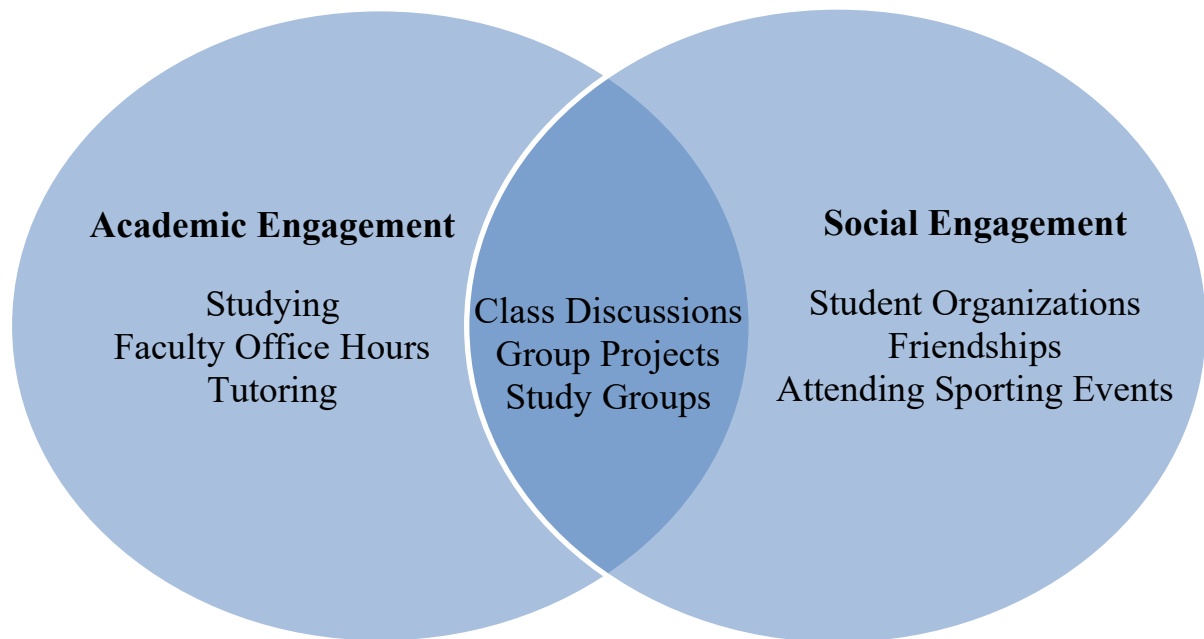 Academic Engagement
Studying
Faculty Office Hours
Tutoring
Class Discussions
Group Projects
Study Groups
Social Engagement
Student Organizations
Friendships
Attending Sporting Events